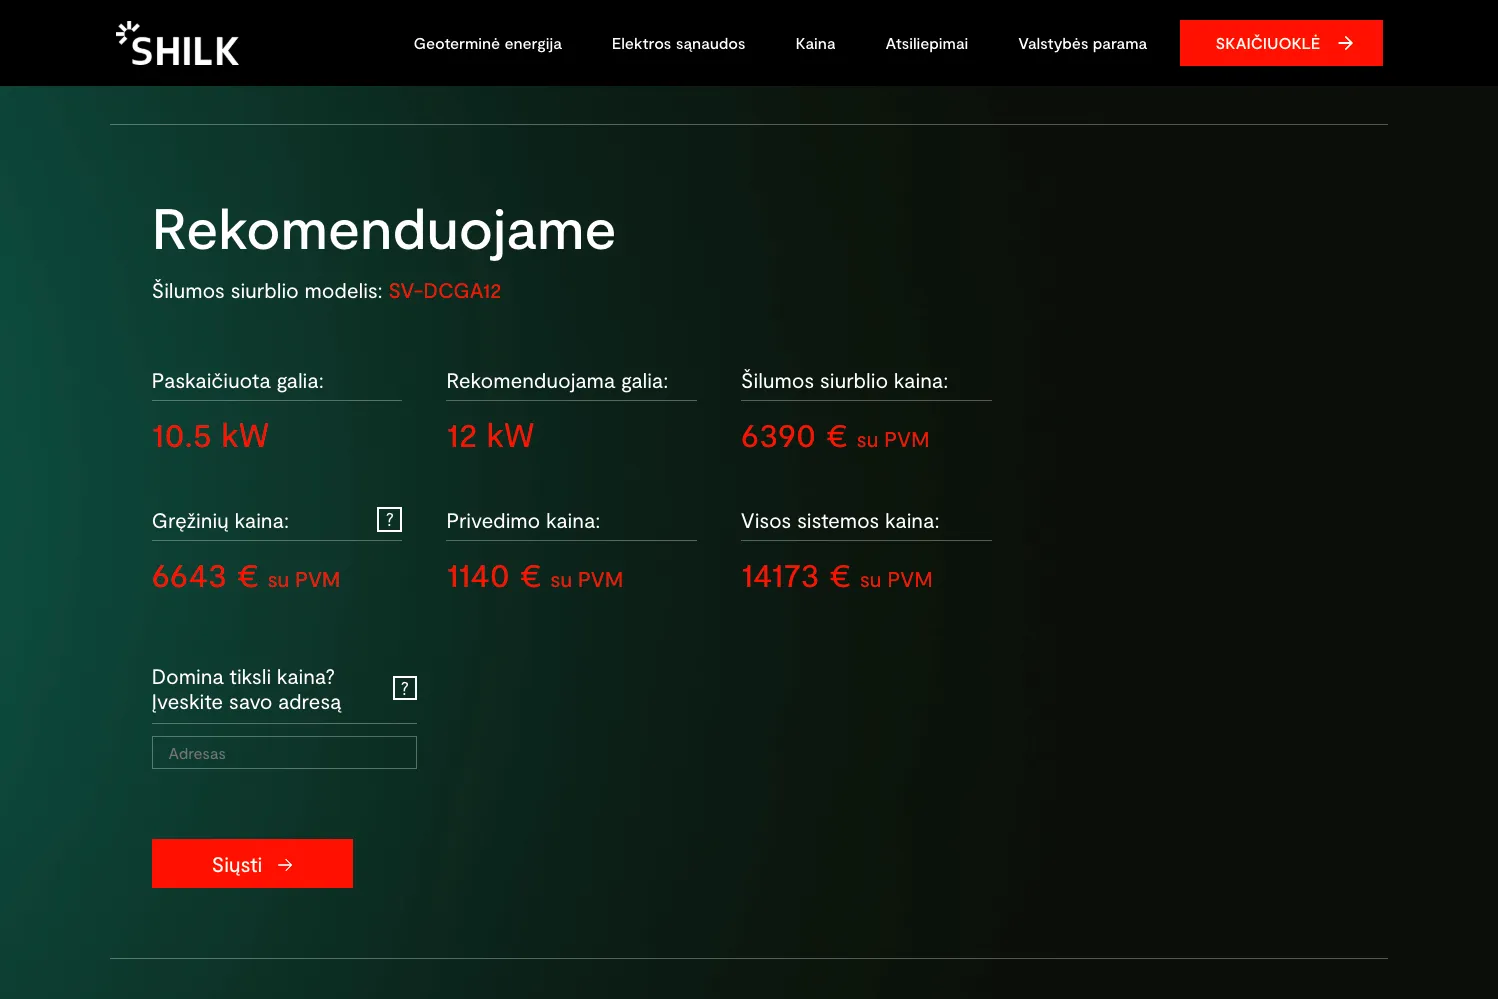 SHILK
Geoterminė energija
Elektros sąnaudos
Kaina
Atsiliepimai
Valstybės parama
SKAIČIUOKLĖ
Rekomenduojame
Šilumos siurblio modelis: SV-DCGA12
Paskaičiuota galia:
10.5 kW
Rekomenduojama galia:
12 kW
Šilumos siurblio kaina:
6390 € su PVM
Gręžinių kaina:
?
6643 € su PVM
Privedimo kaina:
1140 € su PVM
Visos sistemos kaina:
14173 € su PVM
Domina tiksli kaina?
Įveskite savo adresą
?
Adresas
Siųsti